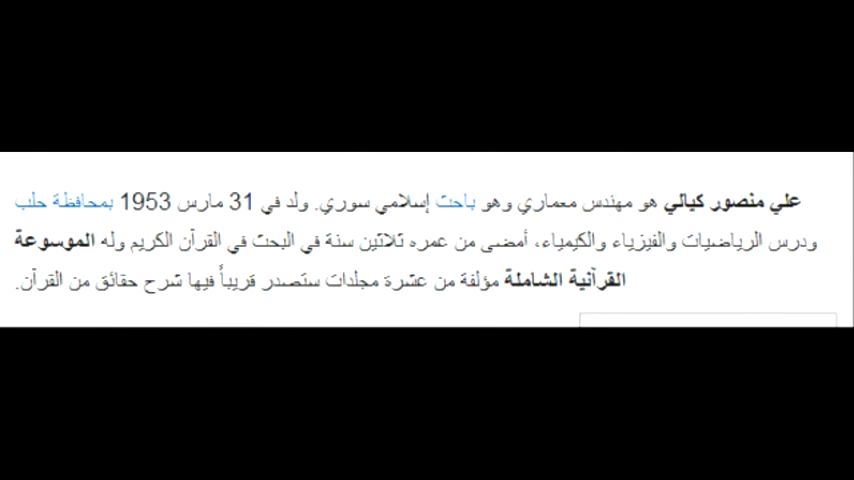 علي منصور كيالي هو مهندس معماري وهو باحث إسلامي سوري. ولد في 31 مارس 1953 بمحافظة حلب
ودرس الرياضيات والفيزياء والكيمياء، أمضى من عمره ثلاثين سنة في البحث في القرآن الكريم وله الموسوعة
القرآنية الشاملة مؤلفة من عشرة مجلدات ستصدر قريباً فيها شرح حقائق من القرآن.